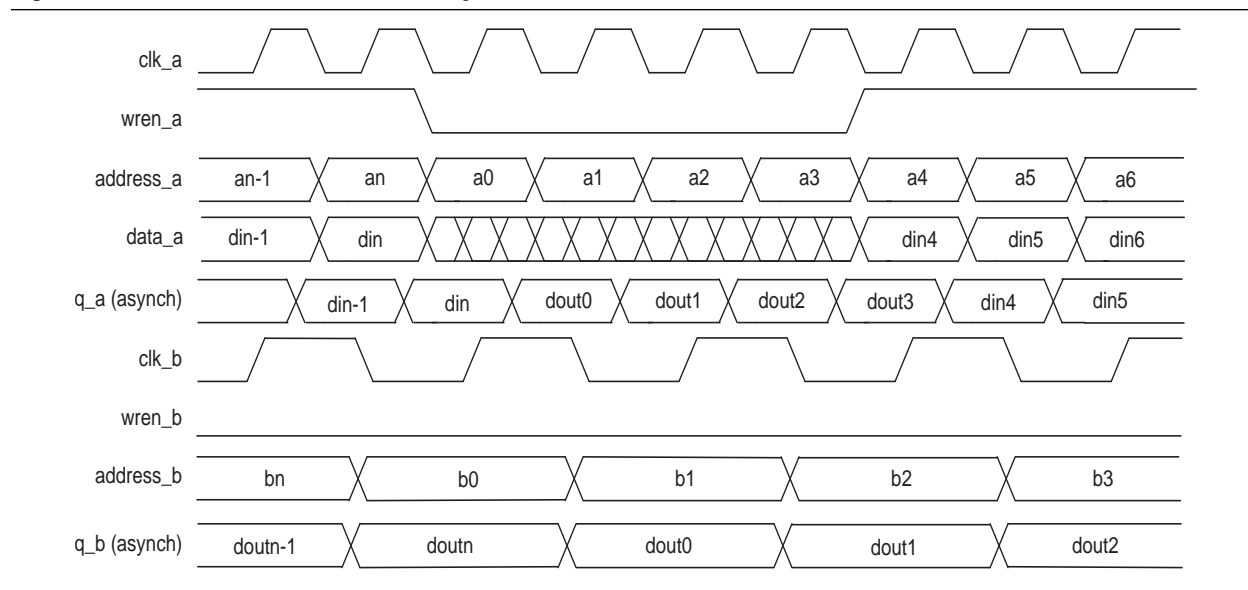 clk_a
wren_a
address_a an-1 an a0 a1 a2 a3 a4 a5 a6
data_a din-1 din din4 din5 din6
q_a (asynch) din-1 din dout0 dout1 dout2 dout3 din4 din5
clk_b
wren_b
address_b bn b0 b1 b2 b3
q_b (asynch) doutn-1 doutn dout0 dout1 dout2